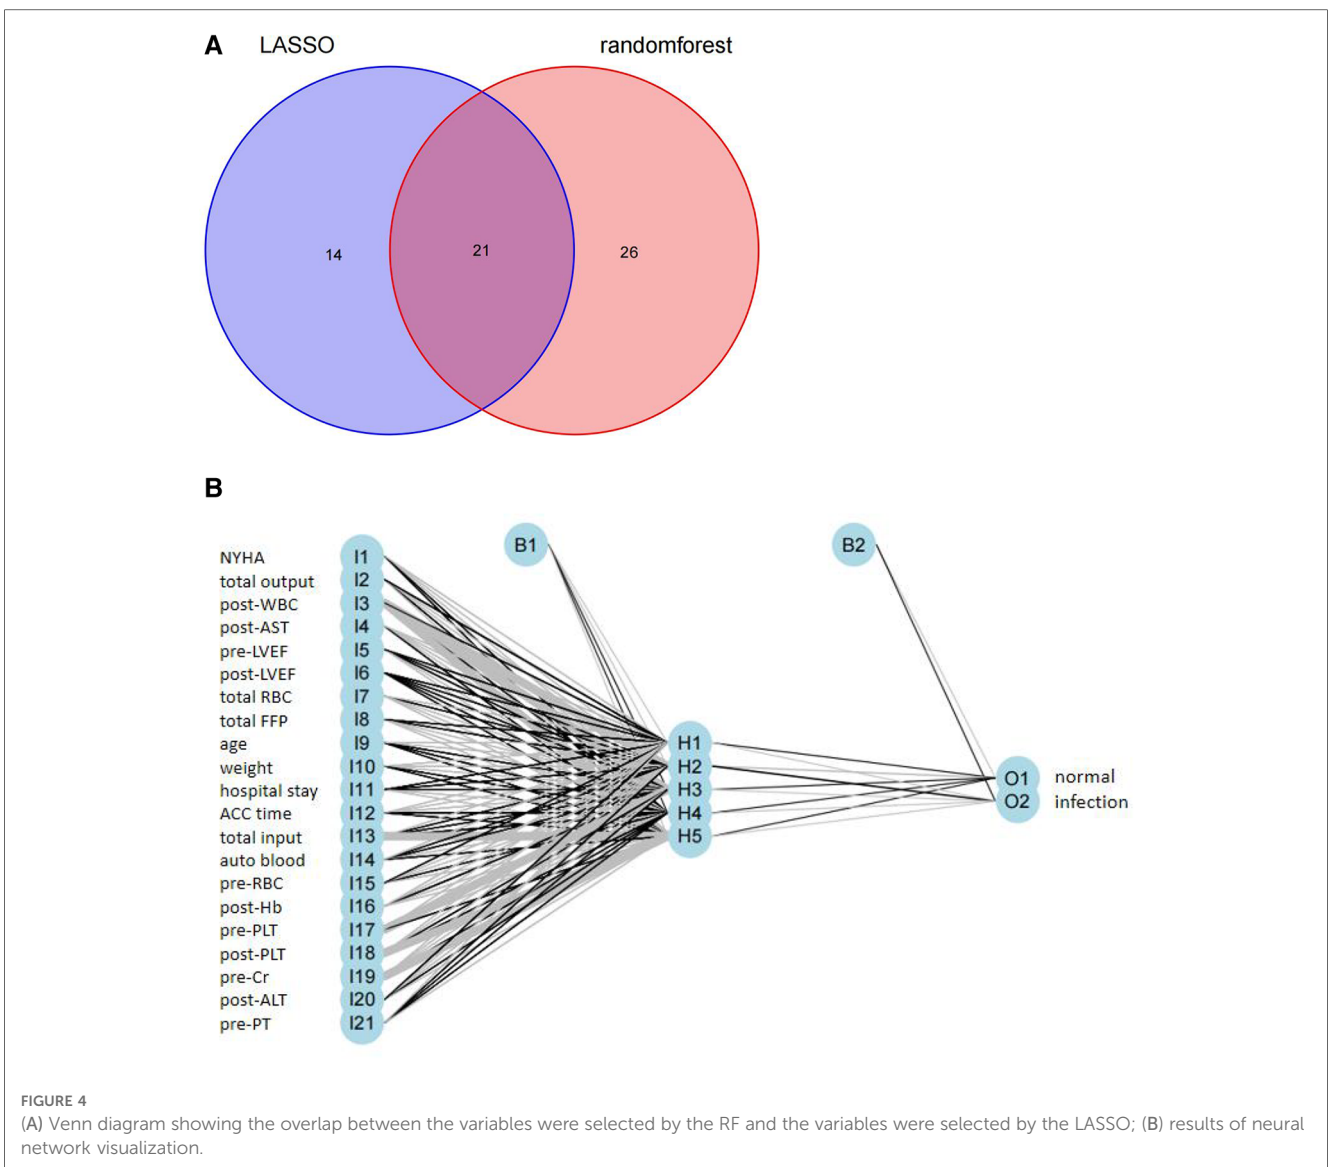 A
LASSO
randomforest
14
21
26
B
B1
B2
NYHA I1
total output I2
post-WBC I3
post-AST I4
pre-LVEF I5
post-LVEF I6
total RBC I7
total FFP I8
age I9
weight I10
hospital stay I11
ACC time I12
total input I13
auto blood I14
pre-RBC I15
post-Hb I16
pre-PLT I17
post-PLT I18
pre-Cr I19
post-ALT I20
pre-PT I21
H1
H2
H3
H4
H5
O1 normal
O2 infection
FIGURE 4
(A) Venn diagram showing the overlap between the variables were selected by the RF and the variables were selected by the LASSO; (B) results of neural
network visualization.